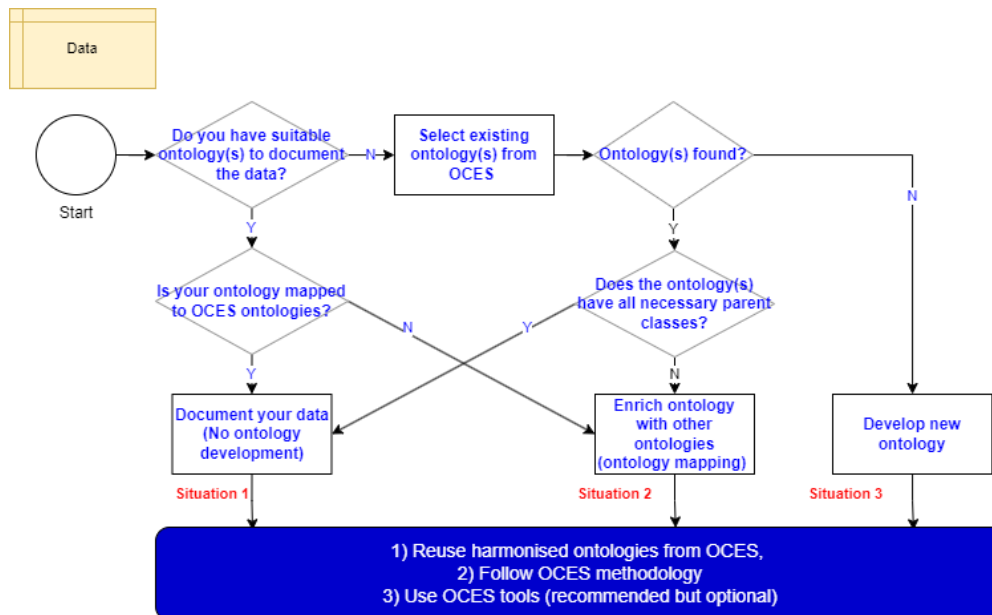 Data
Start
Do you have suitable
ontology(s) to document
the data?
N
Select existing
ontology(s) from
OCES
Ontology(s) found?
N
Y
Y
Is your ontology mapped
to OCES ontologies?
N
Y
Does the ontology(s)
have all necessary parent
classes?
Y
N
Document your data
(No ontology
development)
Enrich ontology
with other
ontologies
(ontology mapping)
Develop new
ontology
Situation 1
Situation 2
Situation 3
1) Reuse harmonised ontologies from OCES,
2) Follow OCES methodology
3) Use OCES tools (recommended but optional)